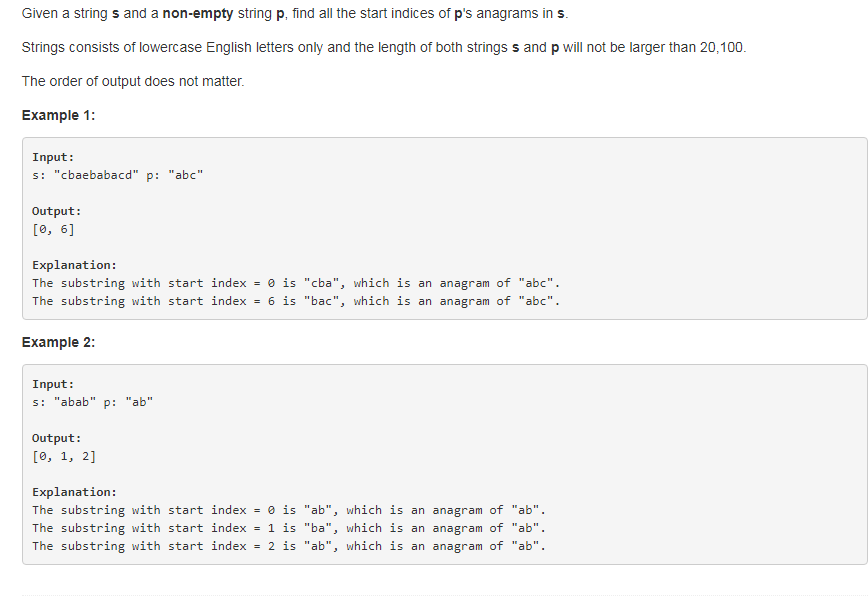 Given a string s and a non-empty string p, find all the start indices of p's anagrams in s.
Strings consists of lowercase English letters only and the length of both strings s and p will not be larger than 20,100.
The order of output does not matter.
Example 1:
Input:
s: "cbaebabacd" p: "abc"
Output:
[0, 6]
Explanation:
The substring with start index = 0 is "cba", which is an anagram of "abc".
The substring with start index = 6 is "bac", which is an anagram of "abc".
Example 2:
Input:
s: "abab" p: "ab"
Output:
[0, 1, 2]
Explanation:
The substring with start index = 0 is "ab", which is an anagram of "ab".
The substring with start index = 1 is "ba", which is an anagram of "ab".
The substring with start index = 2 is "ab", which is an anagram of "ab".